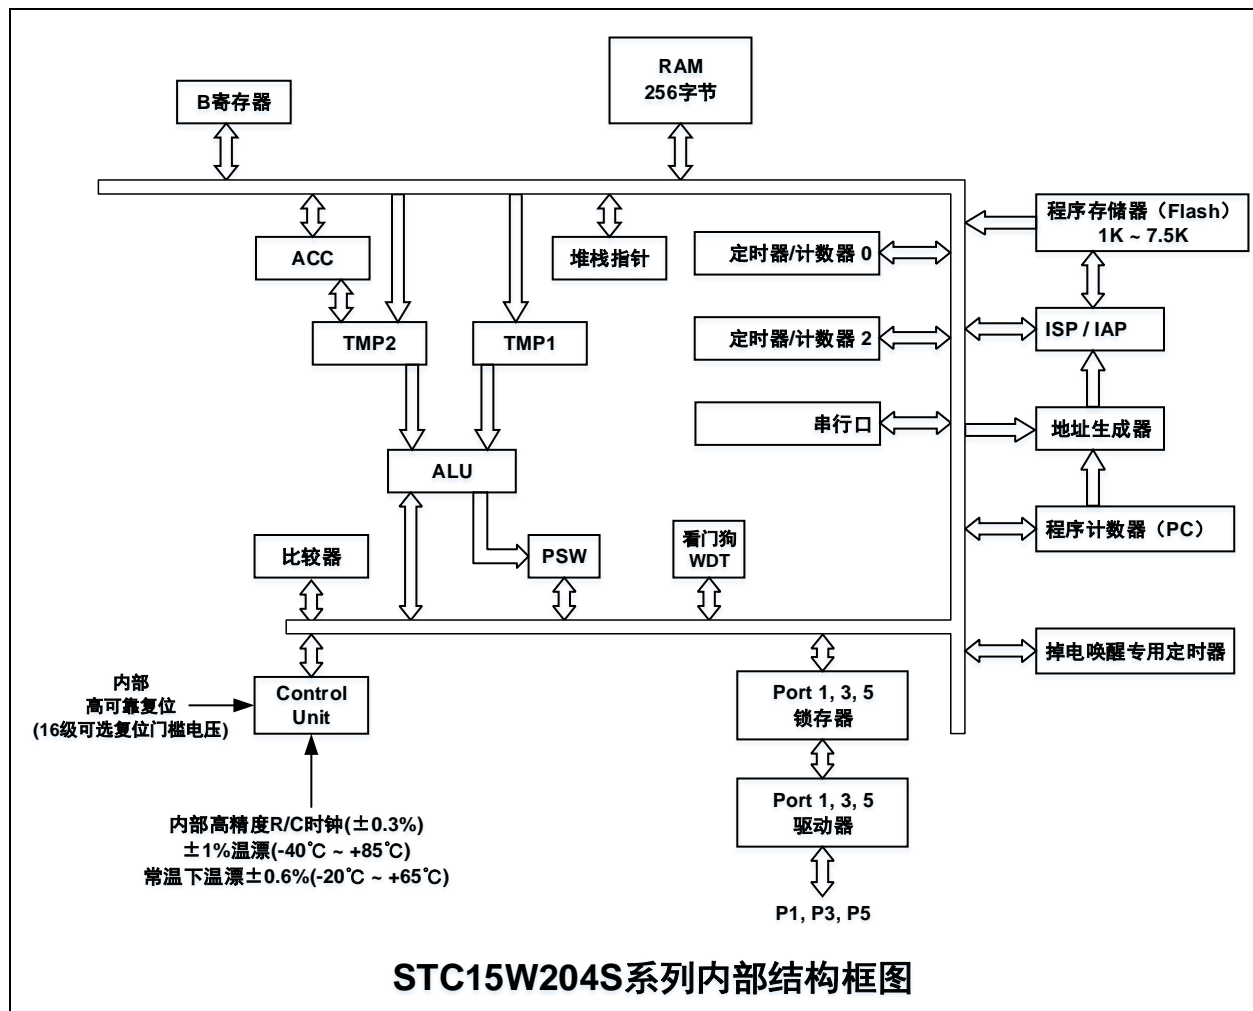 RAM
256字节
B寄存器
程序存储器（Flash）
1K ~ 7.5K
ACC
堆栈指针
定时器/计数器 0
TMP2
TMP1
定时器/计数器 2
ISP / IAP
串行口
地址生成器
ALU
比较器
PSW
看门狗
WDT
程序计数器（PC）
掉电唤醒专用定时器
内部
高可靠复位
(16级可选复位门槛电压)
Control
Unit
Port 1, 3, 5
锁存器
Port 1, 3, 5
驱动器
内部高精度R/C时钟(±0.3%)
±1%温漂(-40℃ ~ +85℃)
常温下温漂±0.6%(-20℃ ~ +65℃)
P1, P3, P5
STC15W204S系列内部结构框图